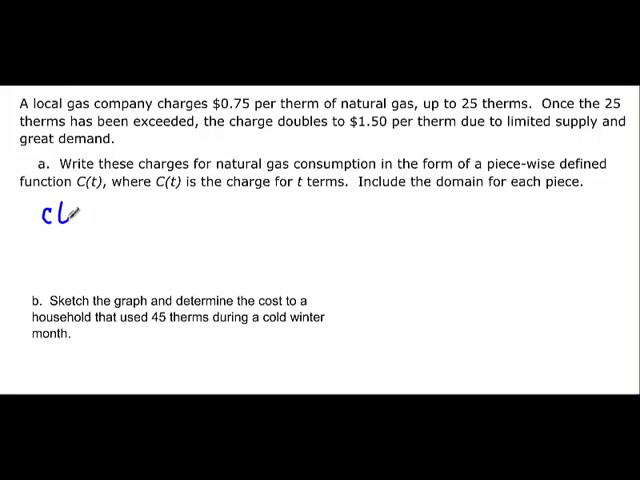 A local gas company charges $0.75 per therm of natural gas, up to 25 therms.  Once the 25
therms has been exceeded, the charge doubles to $1.50 per therm due to limited supply and
great demand.
a.  Write these charges for natural gas consumption in the form of a piece-wise defined
function C(t), where C(t) is the charge for t terms.  Include the domain for each piece.
c(
b.  Sketch the graph and determine the cost to a
household that used 45 therms during a cold winter
month.